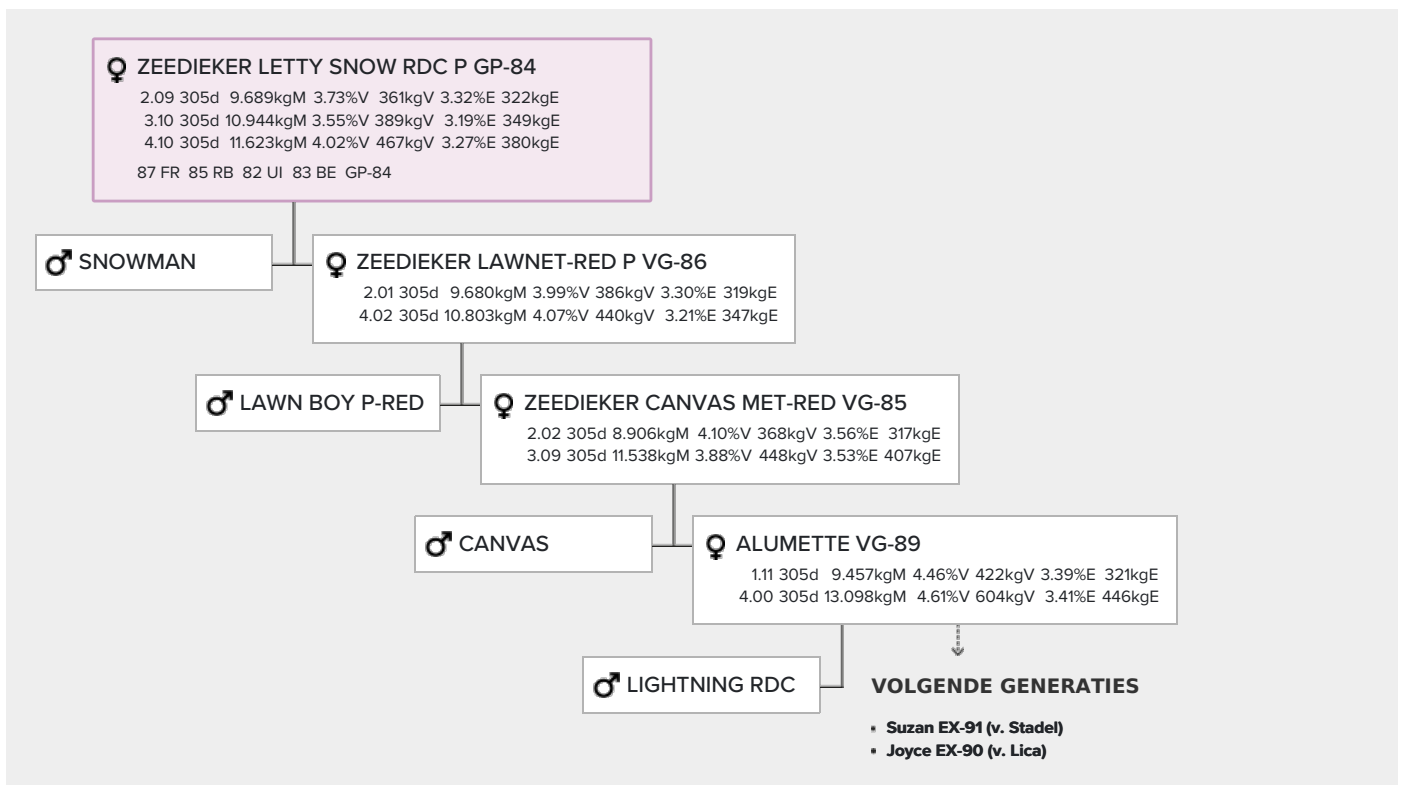 ZEEDIEKER LETTY SNOW RDC P GP-84
2.09 305d 9.689kgM 3.73%V 361kgV 3.32%E 322kgE
3.10 305d 10.944kgM 3.55%V 389kgV 3.19%E 349kgE
4.10 305d 11.623kgM 4.02%V 467kgV 3.27%E 380kgE
87 FR 85 RB 82 UI 83 BE GP-84
SNOWMAN
ZEEDIEKER LAWNET-RED P VG-86
2.01 305d 9.680kgM 3.99%V 386kgV 3.30%E 319kgE
4.02 305d 10.803kgM 4.07%V 440kgV 3.21%E 347kgE
LAWN BOY P-RED
ZEEDIEKER CANVAS MET-RED VG-85
2.02 305d 8.906kgM 4.10%V 368kgV 3.56%E 317kgE
3.09 305d 11.538kgM 3.88%V 448kgV 3.53%E 407kgE
CANVAS
ALUMETTE VG-89
1.11 305d 9.457kgM 4.46%V 422kgV 3.39%E 321kgE
4.00 305d 13.098kgM 4.61%V 604kgV 3.41%E 446kgE
LIGHTNING RDC
VOLGENDE GENERATIES
• Suzan EX-91 (v. Stadel)
• Joyce EX-90 (v. Lica)